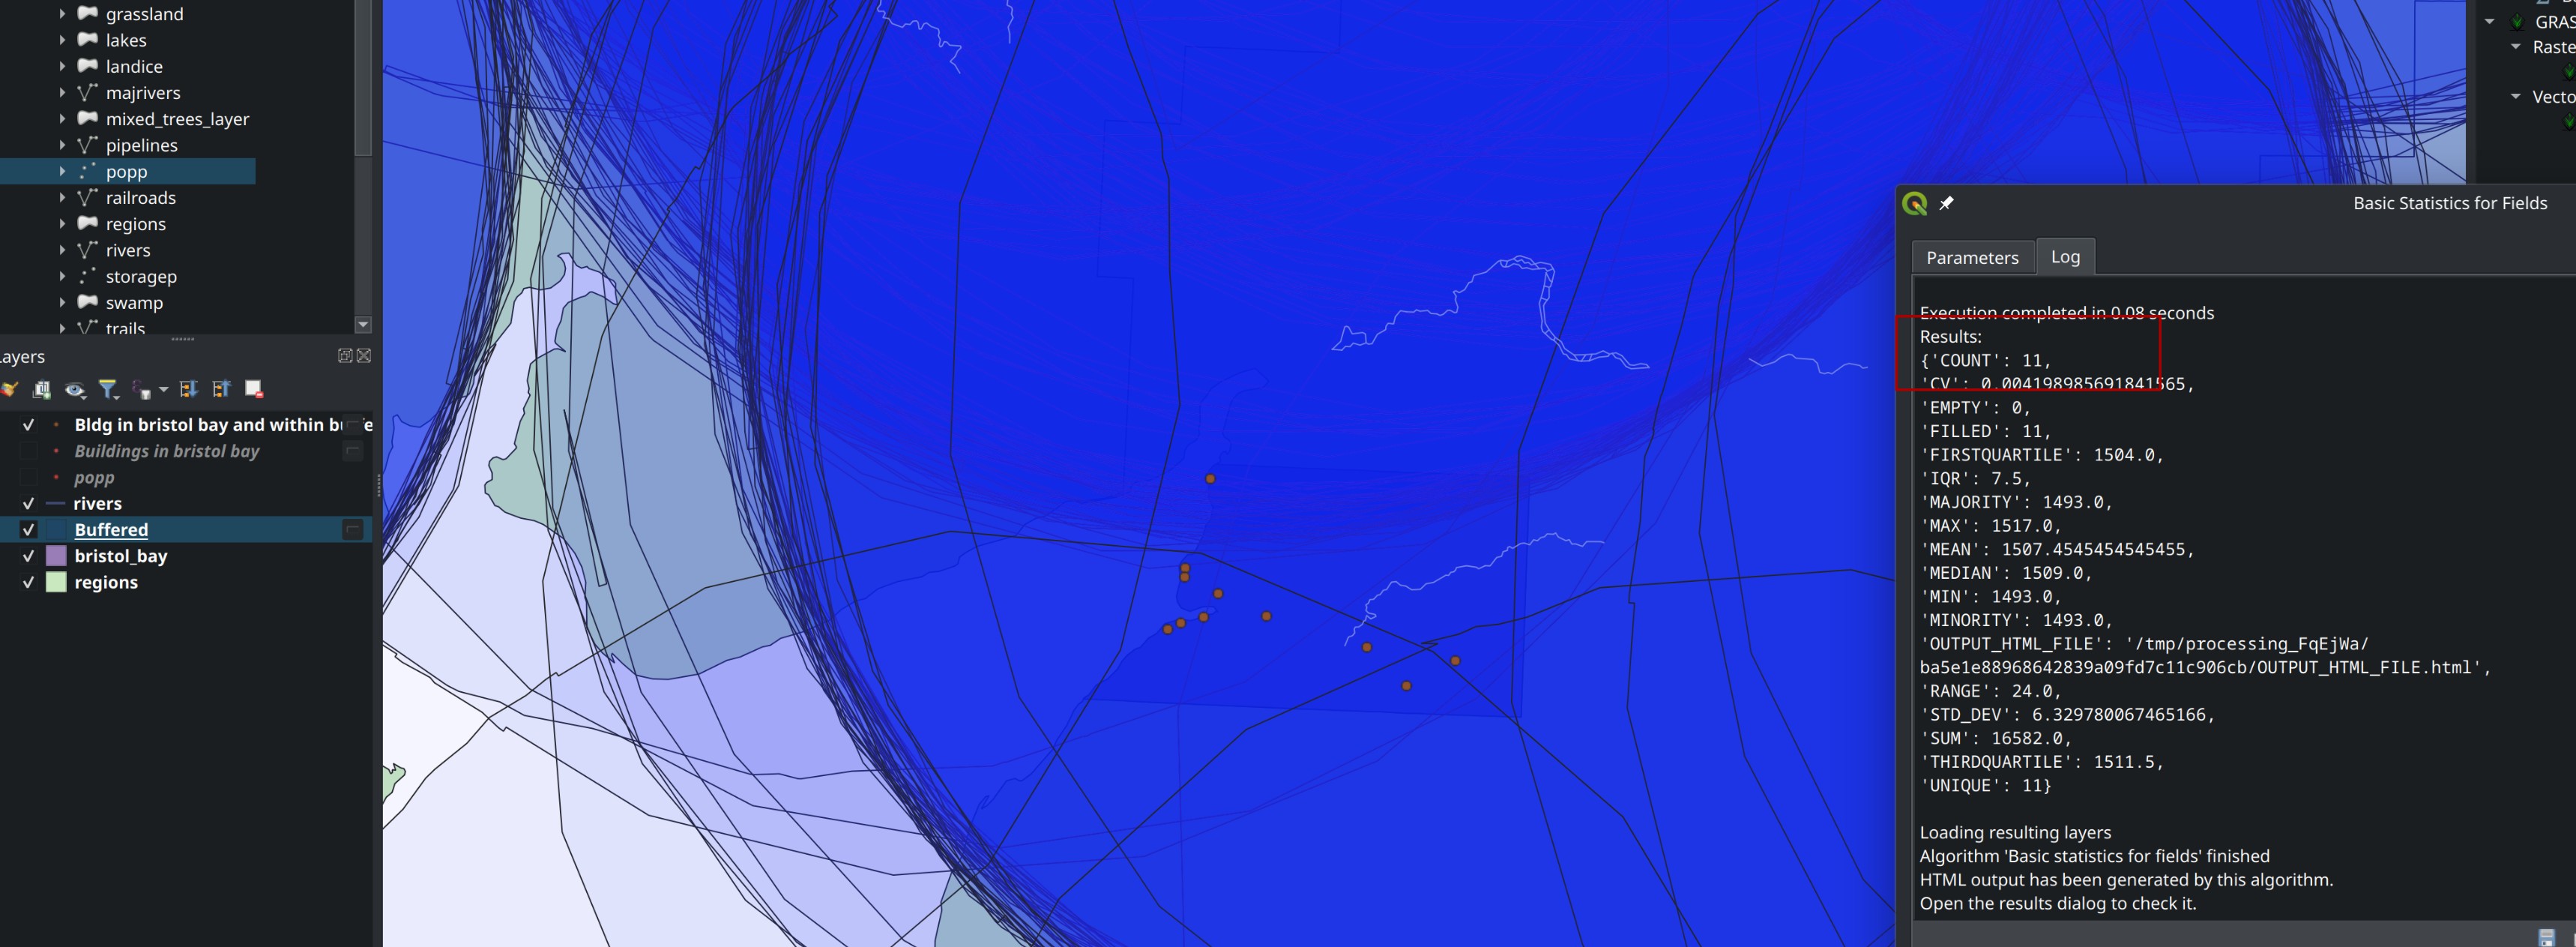 grassland
lakes
landice
majrivers
mixed_trees_layer
pipelines
popp
railroads
regions
rivers
storagep
swamp
trails
ayers
Bldg in bristol bay and within
Buildings in bristol bay
popp
rivers
Buffered
bristol_bay
regions
GRAS
Raste
Vecto
Basic Statistics for Fields
Parameters
Log
Execution completed in 0.08 seconds
Results:
{'COUNT': 11,
'CV': 0.004198985691841565,
'EMPTY': 0,
'FILLED': 11,
'FIRSTQUARTILE': 1504.0,
'IQR': 7.5,
'MAJORITY': 1493.0,
'MAX': 1517.0,
'MEAN': 1507.4545454545455,
'MEDIAN': 1509.0,
'MIN': 1493.0,
'MINORITY': 1493.0,
'OUTPUT_HTML_FILE': '/tmp/processing_FqEjWa/
ba5e1e88968642839a09fd7c11c906cb/OUTPUT_HTML_FILE.html',
'RANGE': 24.0,
'STD_DEV': 6.329780067465166,
'SUM': 16582.0,
'THIRDQUARTILE': 1511.5,
'UNIQUE': 11}
Loading resulting layers
Algorithm 'Basic statistics for fields' finished
HTML output has been generated by this algorithm.
Open the results dialog to check it.